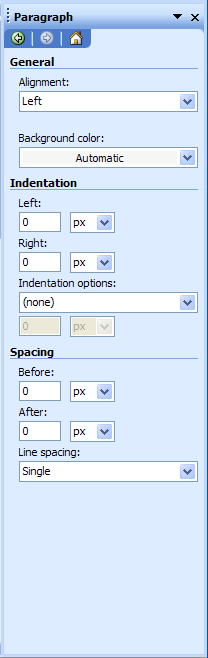 Paragraph
General
Alignment:
Left
Background color:
Automatic
Indentation
Left:
0 px
Right:
0 px
Indentation options:
(none)
0 px
Spacing
Before:
0 px
After:
0 px
Line spacing:
Single